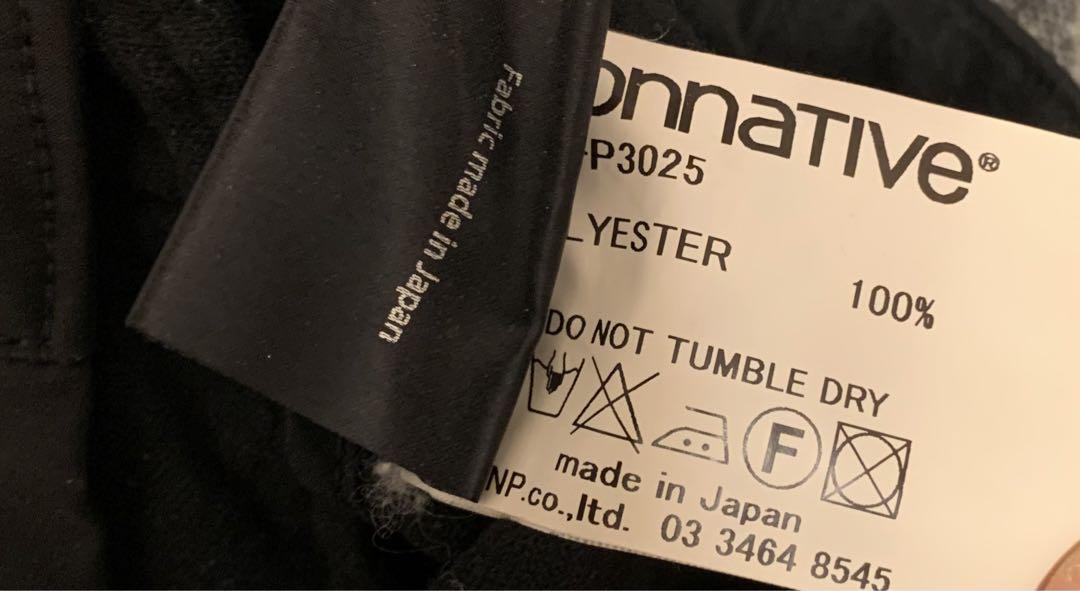 Fabric made in Japan
onnaTIVe®
-P3025
LYESTER 100%
DO NOT TUMBLE DRY
F
made in Japan
NP.co.,ltd. 03 3464 8545